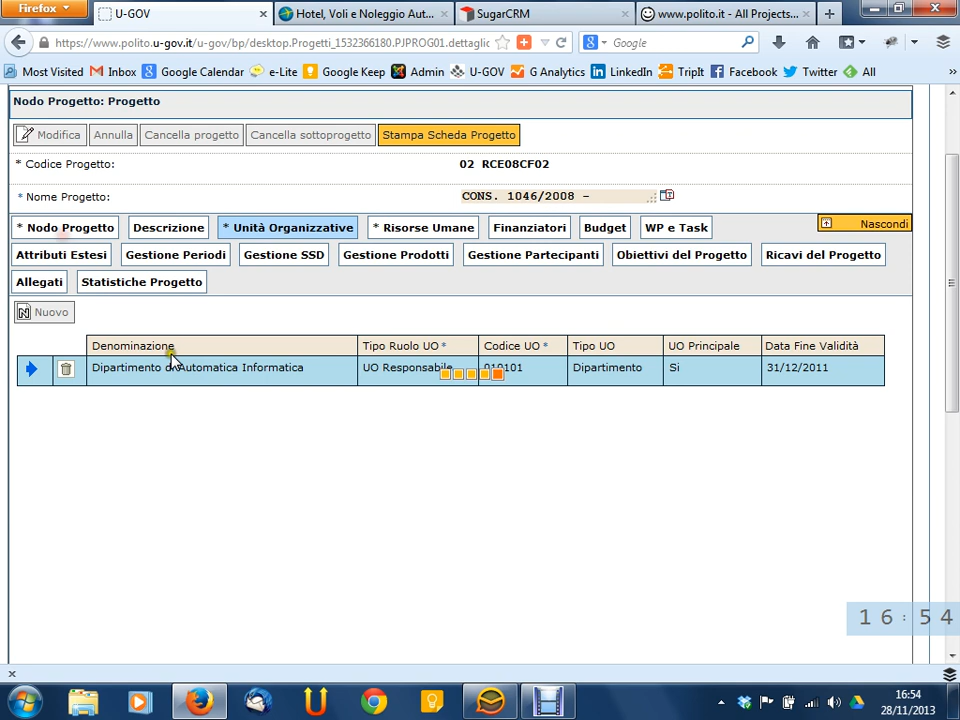 Firefox
U-GOV
Hotel, Voli e Noleggio Aut...
SugarCRM
www.polito.it - All Projects...
https://www.polito.u-gov.it/u-gov/bp/desktop.Progetti_1532366180.PJPROG01.dettaglic
Google
Most Visited
Inbox
Google Calendar
e-Lite
Google Keep
Admin
U-GOV
G Analytics
LinkedIn
TripIt
Facebook
Twitter
All
Nodo Progetto: Progetto
Modifica
Annulla
Cancella progetto
Cancella sottoprogetto
Stampa Scheda Progetto
* Codice Progetto: 02 RCE08CF02
* Nome Progetto: CONS. 1046/2008 -
* Nodo Progetto
Descrizione
* Unità Organizzative
* Risorse Umane
Finanziatori
Budget
WP e Task
Nascondi
Attributi Estesi
Gestione Periodi
Gestione SSD
Gestione Prodotti
Gestione Partecipanti
Obiettivi del Progetto
Ricavi del Progetto
Allegati
Statistiche Progetto
Nuovo
Denominazione Tipo Ruolo UO * Codice UO * Tipo UO UO Principale Data Fine Validità
Dipartimento di Automatica Informatica UO Responsabile 010101 Dipartimento Si 31/12/2011
16:54
16:54
28/11/2013